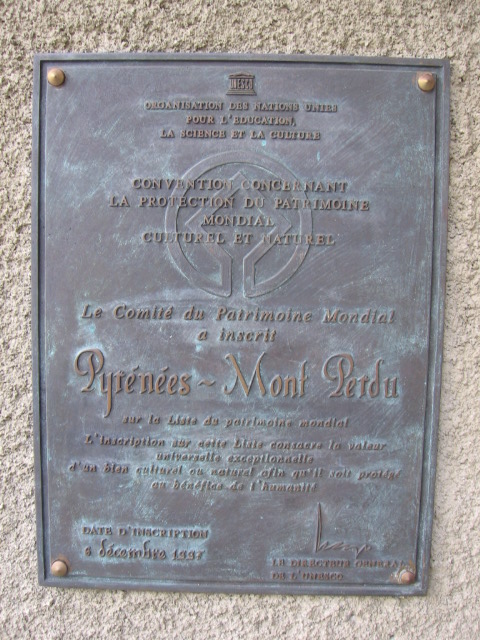 UNESCO
ORGANISATION DES NATIONS UNIES
POUR L'EDUCATION,
LA SCIENCE ET LA CULTURE
CONVENTION CONCERNANT
LA PROTECTION DU PATRIMOINE
MONDIAL
CULTUREL ET NATUREL
Le Comité du Patrimoine Mondial
a inscrit
Pyrénées ~ Mont Perdu
sur la Liste du patrimoine mondial
L'inscription sur cette Liste consacre la valeur
universelle exceptionnelle
d'un bien culturel ou naturel afin qu'il soit protégé
au bénéfice de l'humanité
DATE D'INSCRIPTION
6 décembre 1997
LE DIRECTEUR GENERAL
DE L'UNESCO